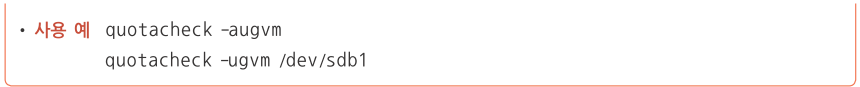 • 사용 예 quotacheck -augvm
quotacheck -ugvm /dev/sdb1